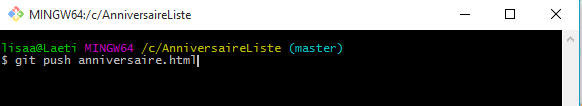 MINGW64:/c/AnniversaireListe
lisaa@Laeti MINGW64 /c/AnniversaireListe (master)
$ git push anniversaire.html